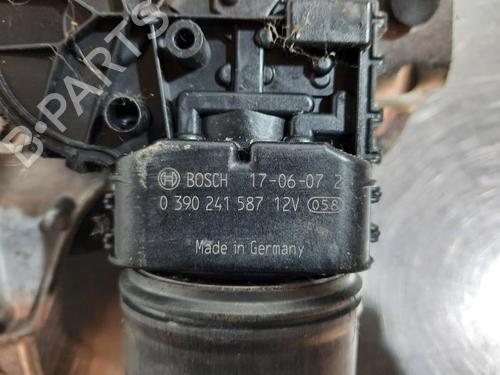 B-PARTS
BOSCH 17-06-07 2
0 390 241 587 12V 058
Made in Germany